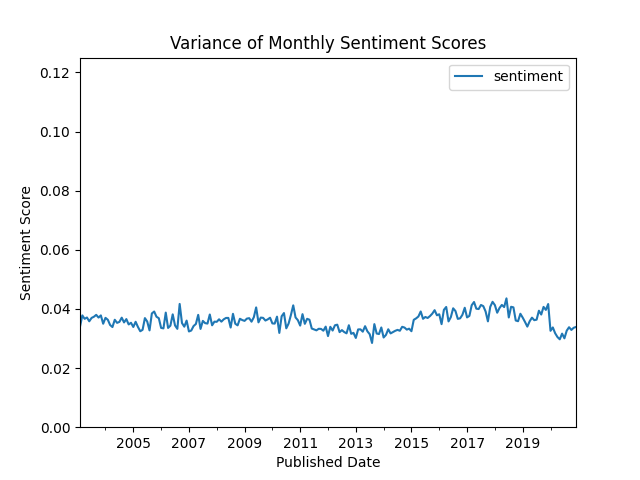 Variance of Monthly Sentiment Scores
sentiment
0.12
0.10
0.08
0.06
0.04
0.02
0.00
Sentiment Score
2005 2007 2009 2011 2013 2015 2017 2019
Published Date